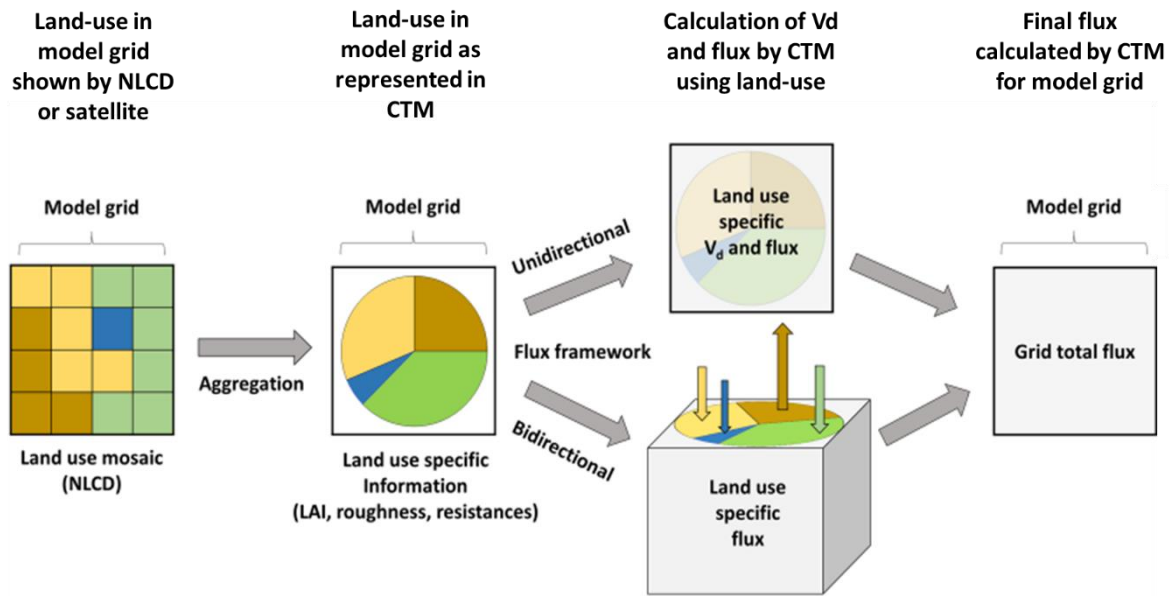 Land-use in
model grid
shown by NLCD
or satellite
Land-use in
model grid as
represented in
CTM
Calculation of Vd
and flux by CTM
using land-use
Final flux
calculated by CTM
for model grid
Model grid
Land use mosaic
(NLCD)
Aggregation
Model grid
Land use specific
Information
(LAI, roughness, resistances)
Unidirectional
Flux framework
Bidirectional
Land use
specific
Vd and flux
Land use
specific
flux
Model grid
Grid total flux